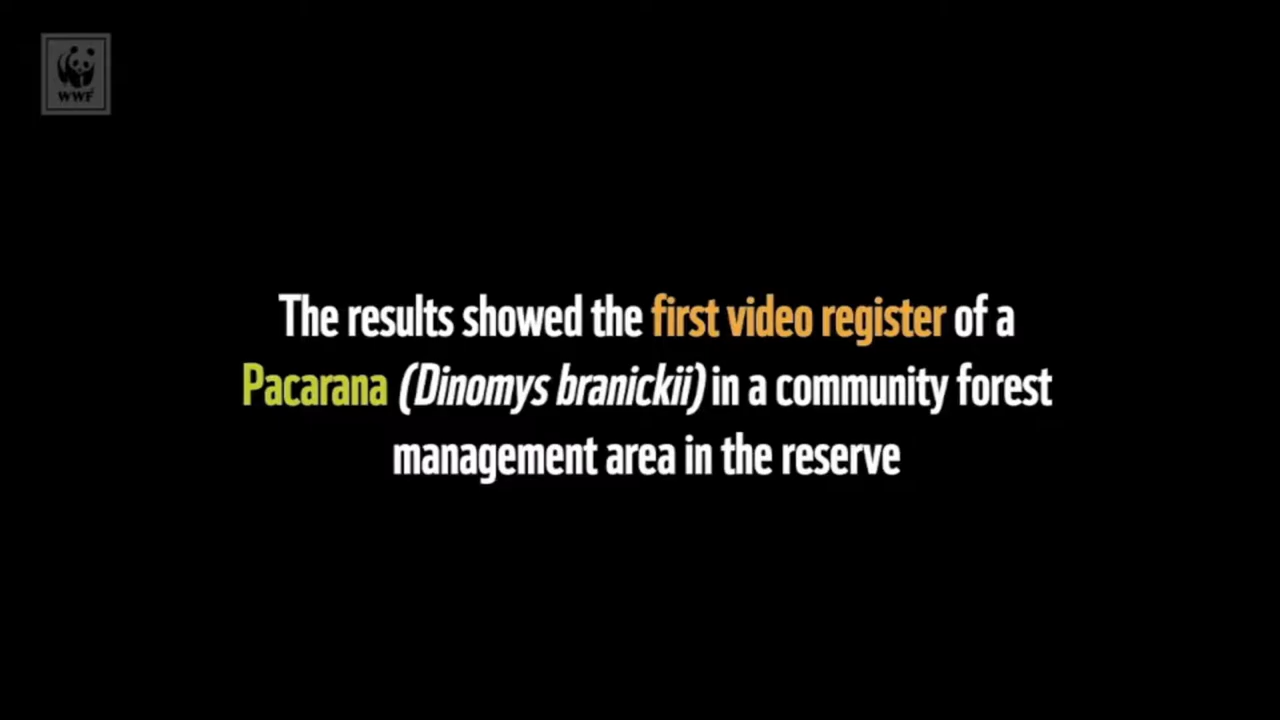 WWF
The results showed the first video register of a
Pacarana (Dinomys branickii) in a community forest
management area in the reserve